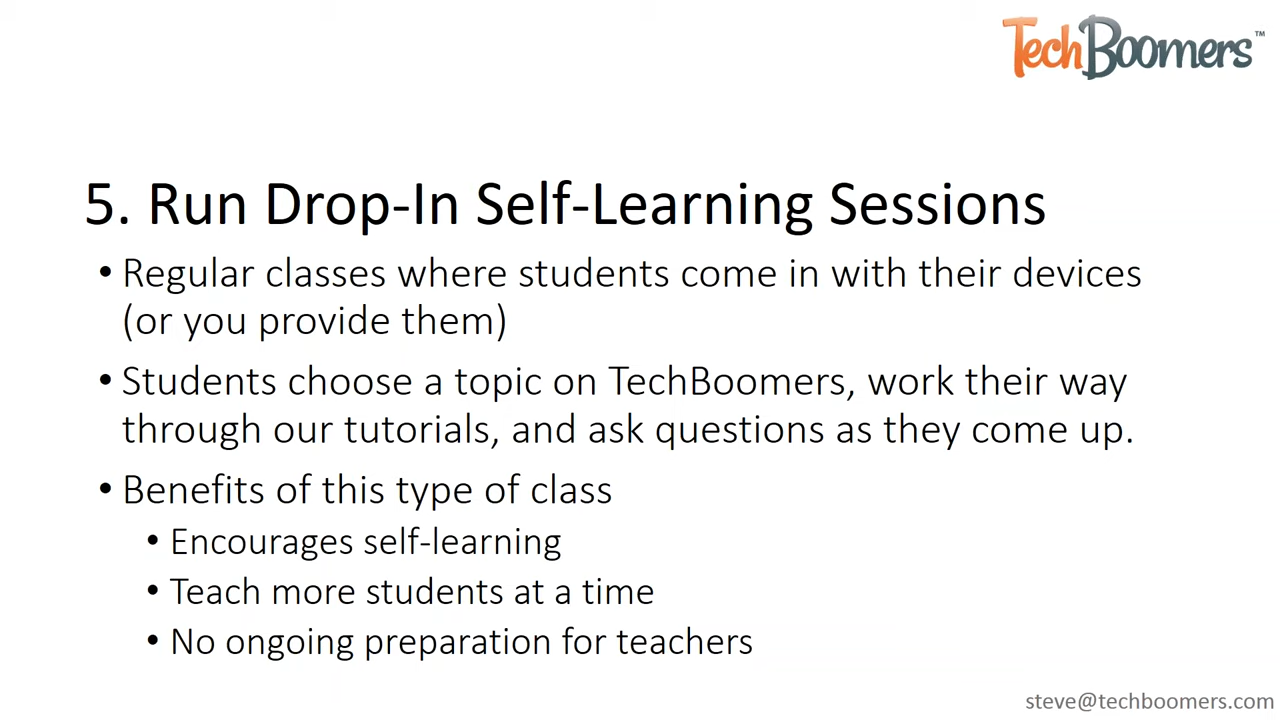 TechBoomers™
5. Run Drop-In Self-Learning Sessions
• Regular classes where students come in with their devices
(or you provide them)
• Students choose a topic on TechBoomers, work their way
through our tutorials, and ask questions as they come up.
• Benefits of this type of class
• Encourages self-learning
• Teach more students at a time
• No ongoing preparation for teachers
steve@techboomers.com